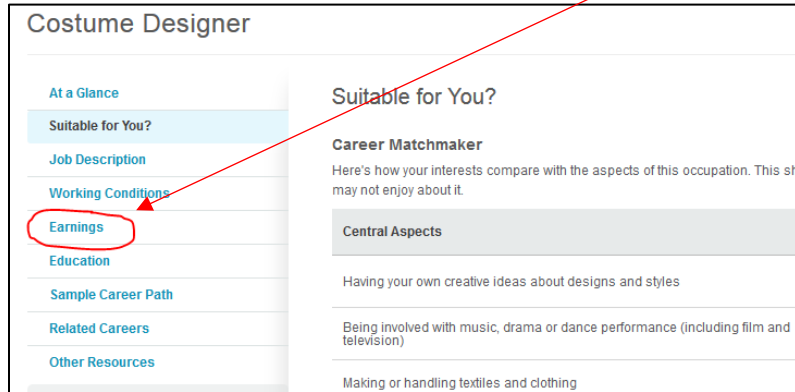 Costume Designer
At a Glance
Suitable for You?
Job Description
Working Conditions
Earnings
Education
Sample Career Path
Related Careers
Other Resources
Suitable for You?
Career Matchmaker
Here's how your interests compare with the aspects of this occupation. This
may not enjoy about it.
Central Aspects
Having your own creative ideas about designs and styles
Being involved with music, drama or dance performance (including film and
television)
Making or handling textiles and clothing